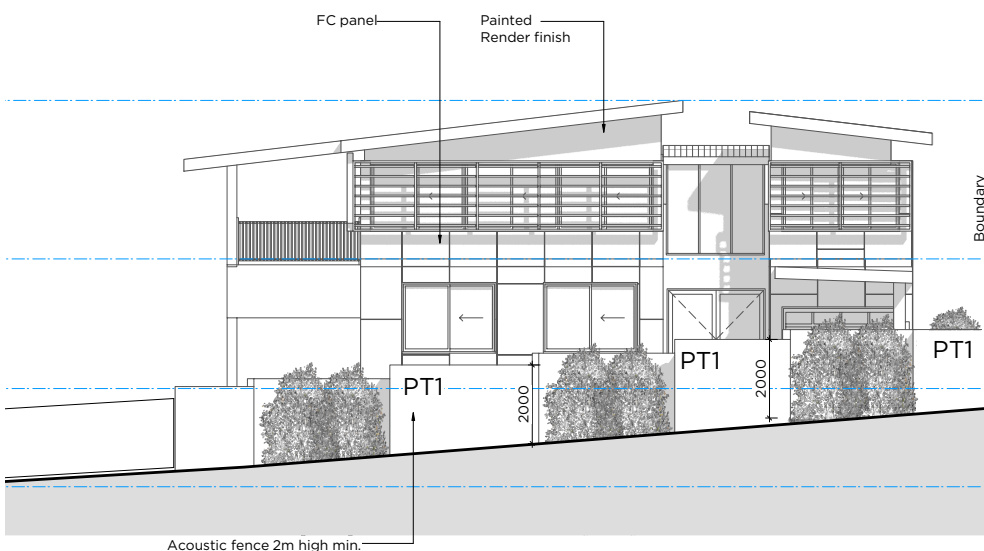 FC panel
Painted
Render finish
Boundary
PT1
2000
PT1
2000
PT1
Acoustic fence 2m high min.